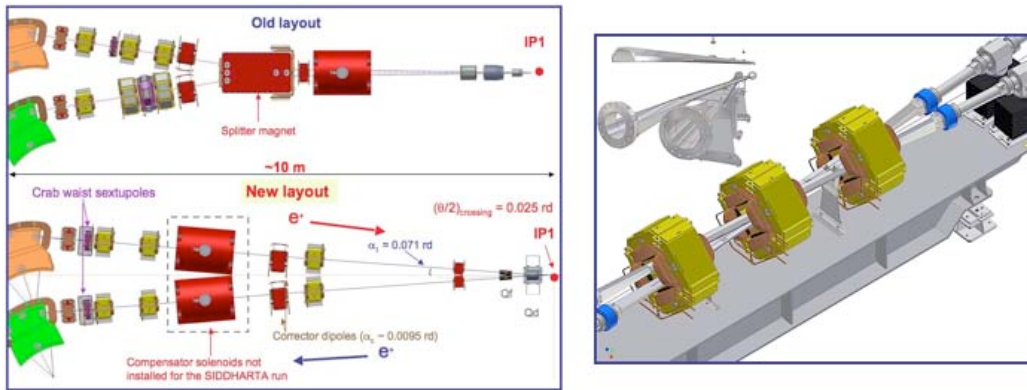 Old layout
IP1
Splitter magnet
~10 m
Crab waist sextupoles
New layout
e⁺
(θ/2)crossing = 0.025 rd
α₁ = 0.071 rd
IP1
Qf
Qd
Corrector dipoles (αc ~ 0.0095 rd)
e⁺
Compensator solenoids not
installed for the SIDDHARTA run